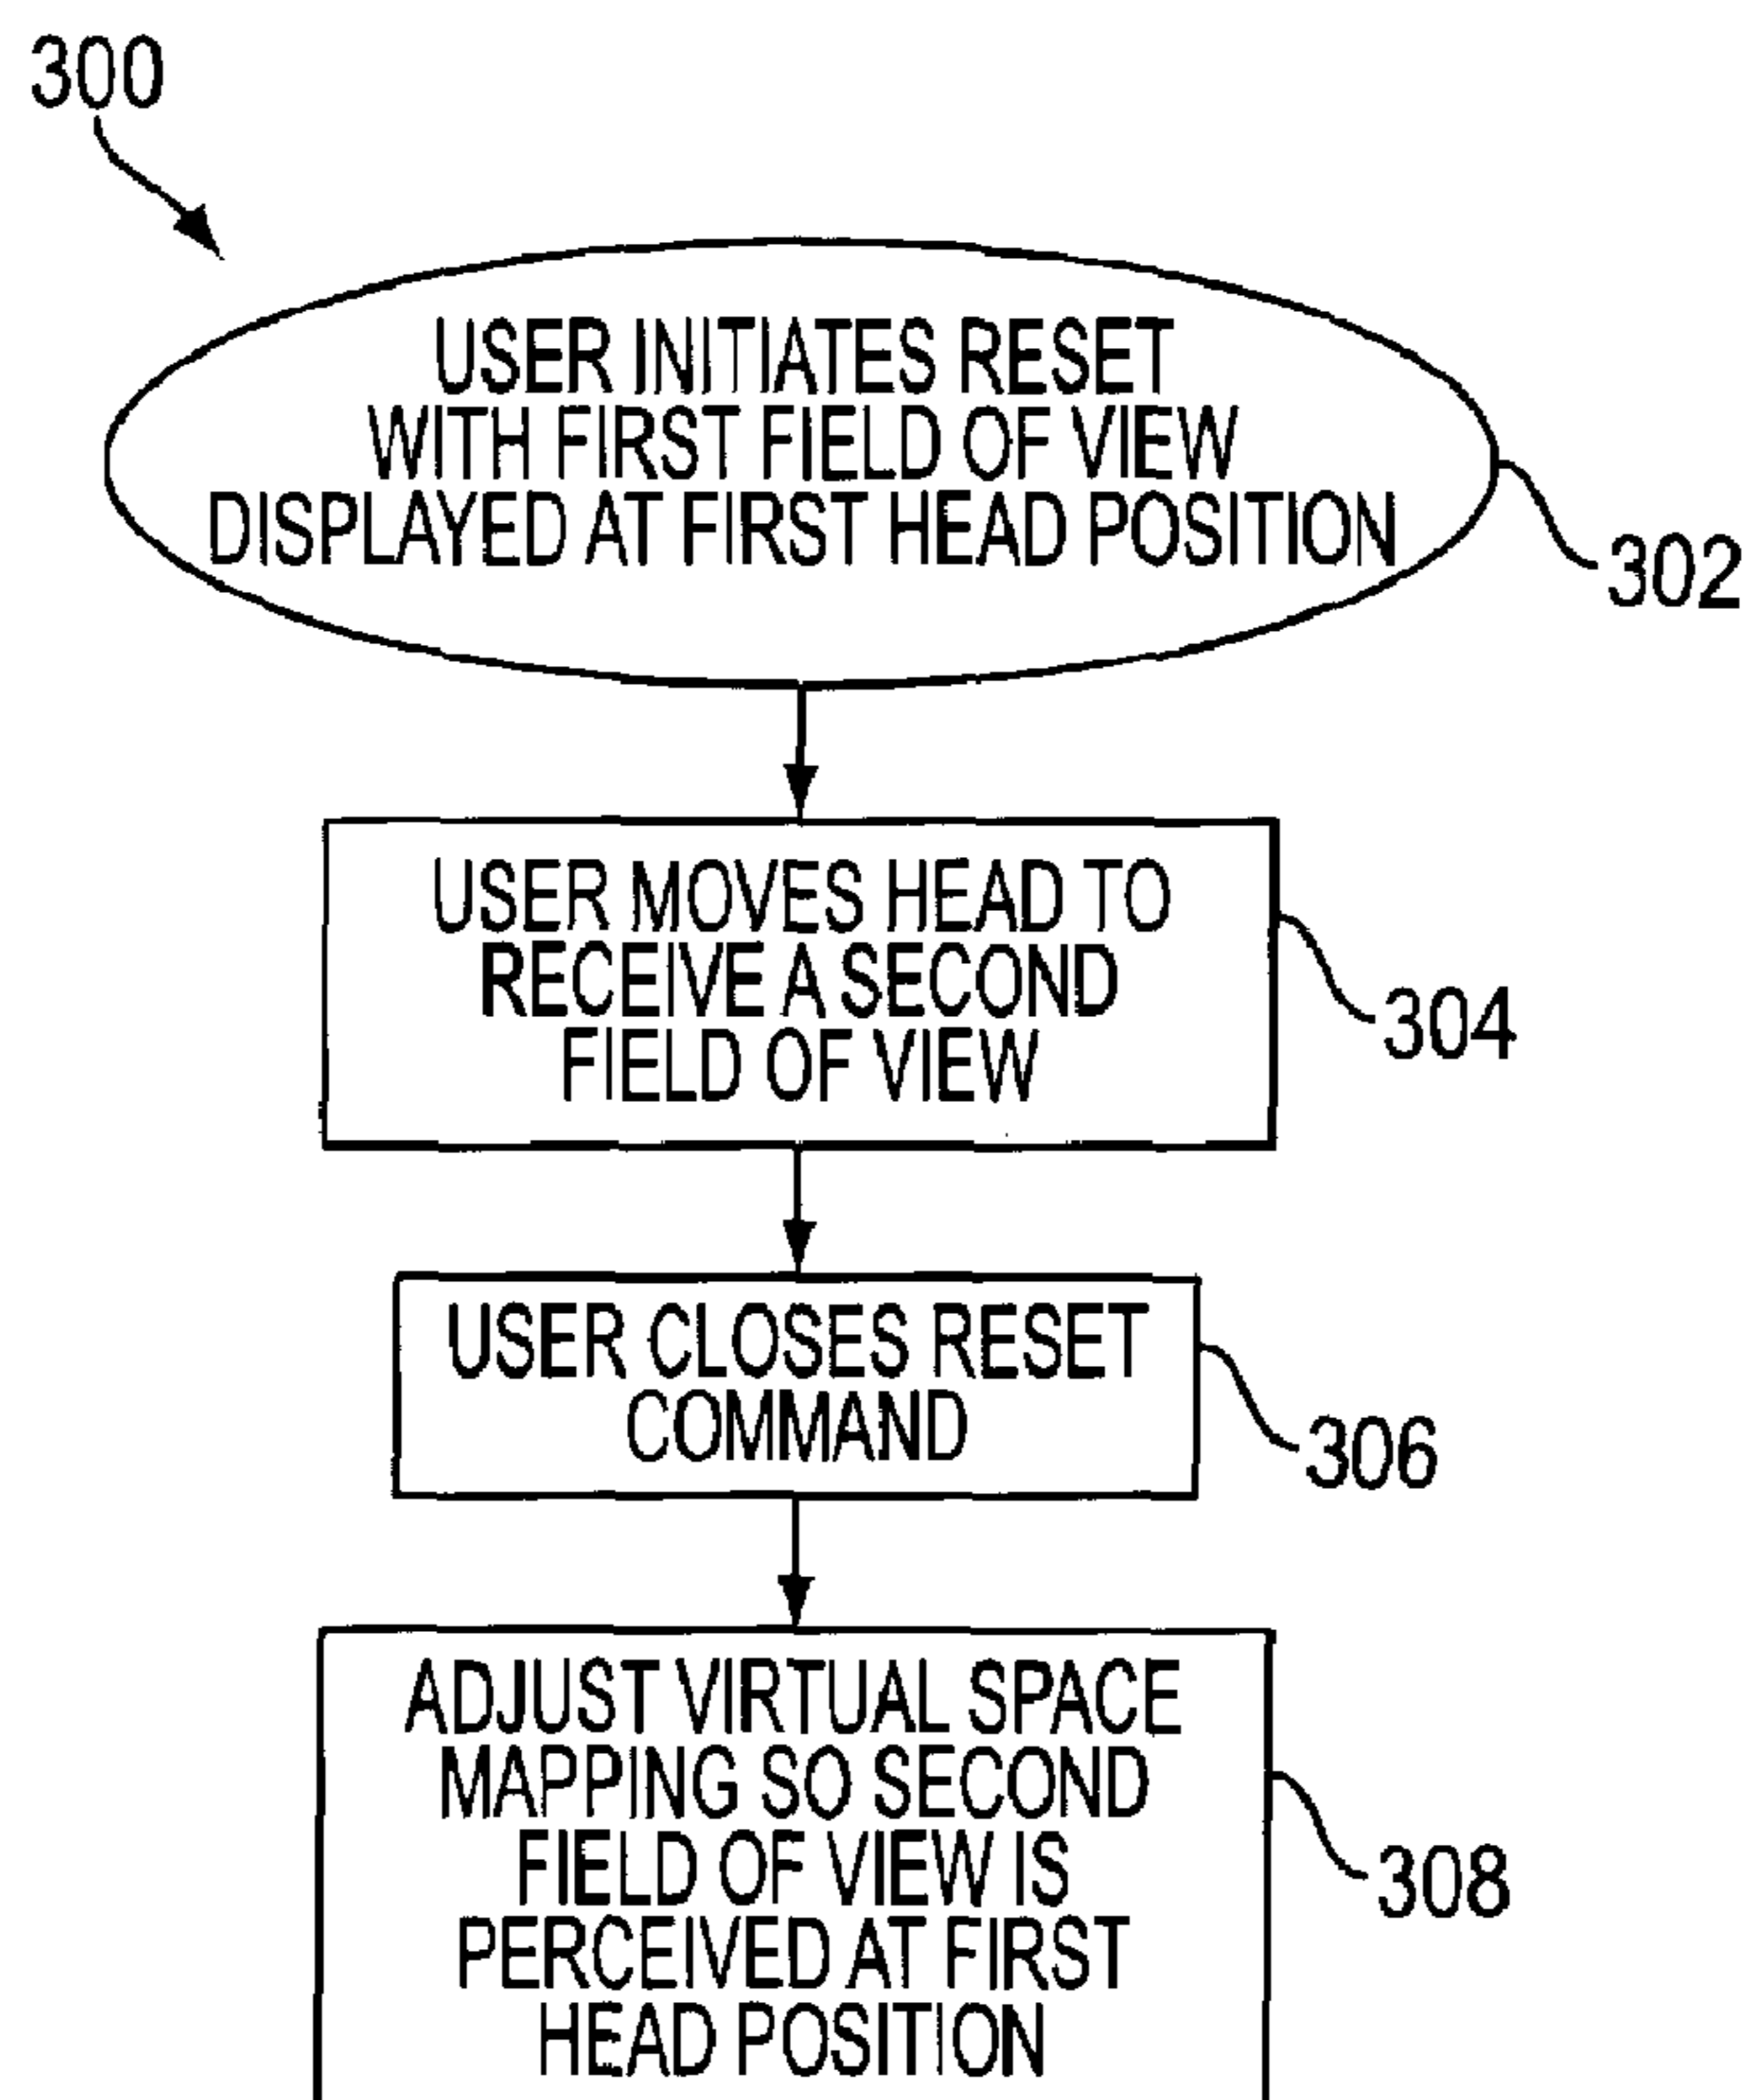 300
USER INITIATES RESET
WITH FIRST FIELD OF VIEW
DISPLAYED AT FIRST HEAD POSITION
302
USER MOVES HEAD TO
RECEIVE A SECOND
FIELD OF VIEW
304
USER CLOSES RESET
COMMAND
306
ADJUST VIRTUAL SPACE
MAPPING SO SECOND
FIELD OF VIEW IS
PERCEIVED AT FIRST
HEAD POSITION
308